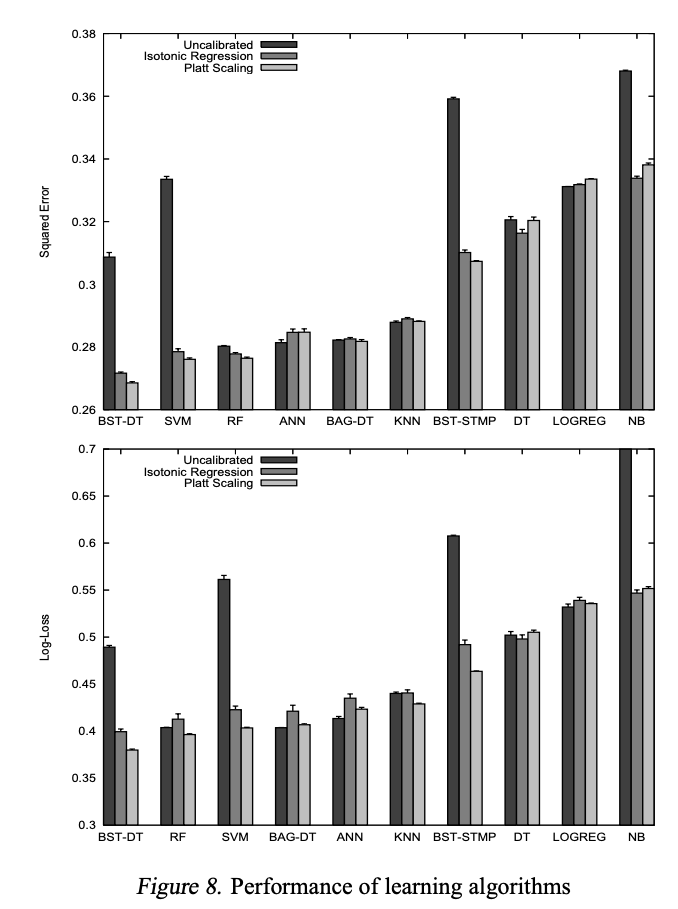 0.38
0.36
0.34
0.32
0.3
0.28
0.26
Squared Error
Uncalibrated
Isotonic Regression
Platt Scaling
BST-DT SVM RF ANN BAG-DT KNN BST-STMP DT LOGREG NB
0.7
0.65
0.6
0.55
0.5
0.45
0.4
0.35
0.3
Log-Loss
Uncalibrated
Isotonic Regression
Platt Scaling
BST-DT RF SVM BAG-DT ANN KNN BST-STMP DT LOGREG NB
Figure 8. Performance of learning algorithms